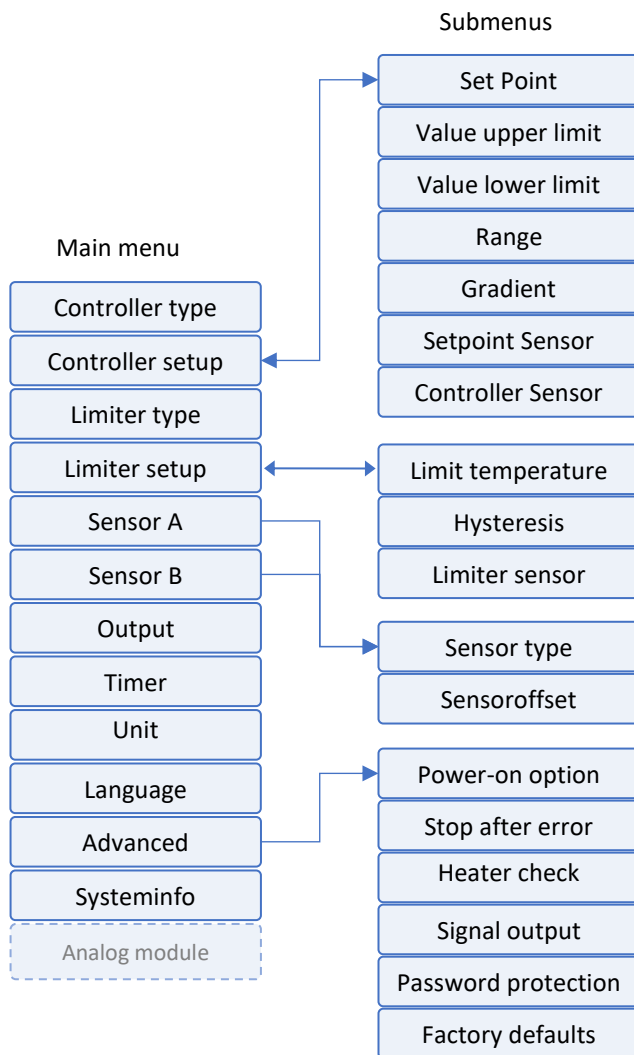 Submenus
Set Point
Value upper limit
Value lower limit
Range
Gradient
Setpoint Sensor
Controller Sensor
Limit temperature
Hysteresis
Limiter sensor
Sensor type
Sensoroffset
Power-on option
Stop after error
Heater check
Signal output
Password protection
Factory defaults
Main menu
Controller type
Controller setup
Limiter type
Limiter setup
Sensor A
Sensor B
Output
Timer
Unit
Language
Advanced
Systeminfo
Analog module